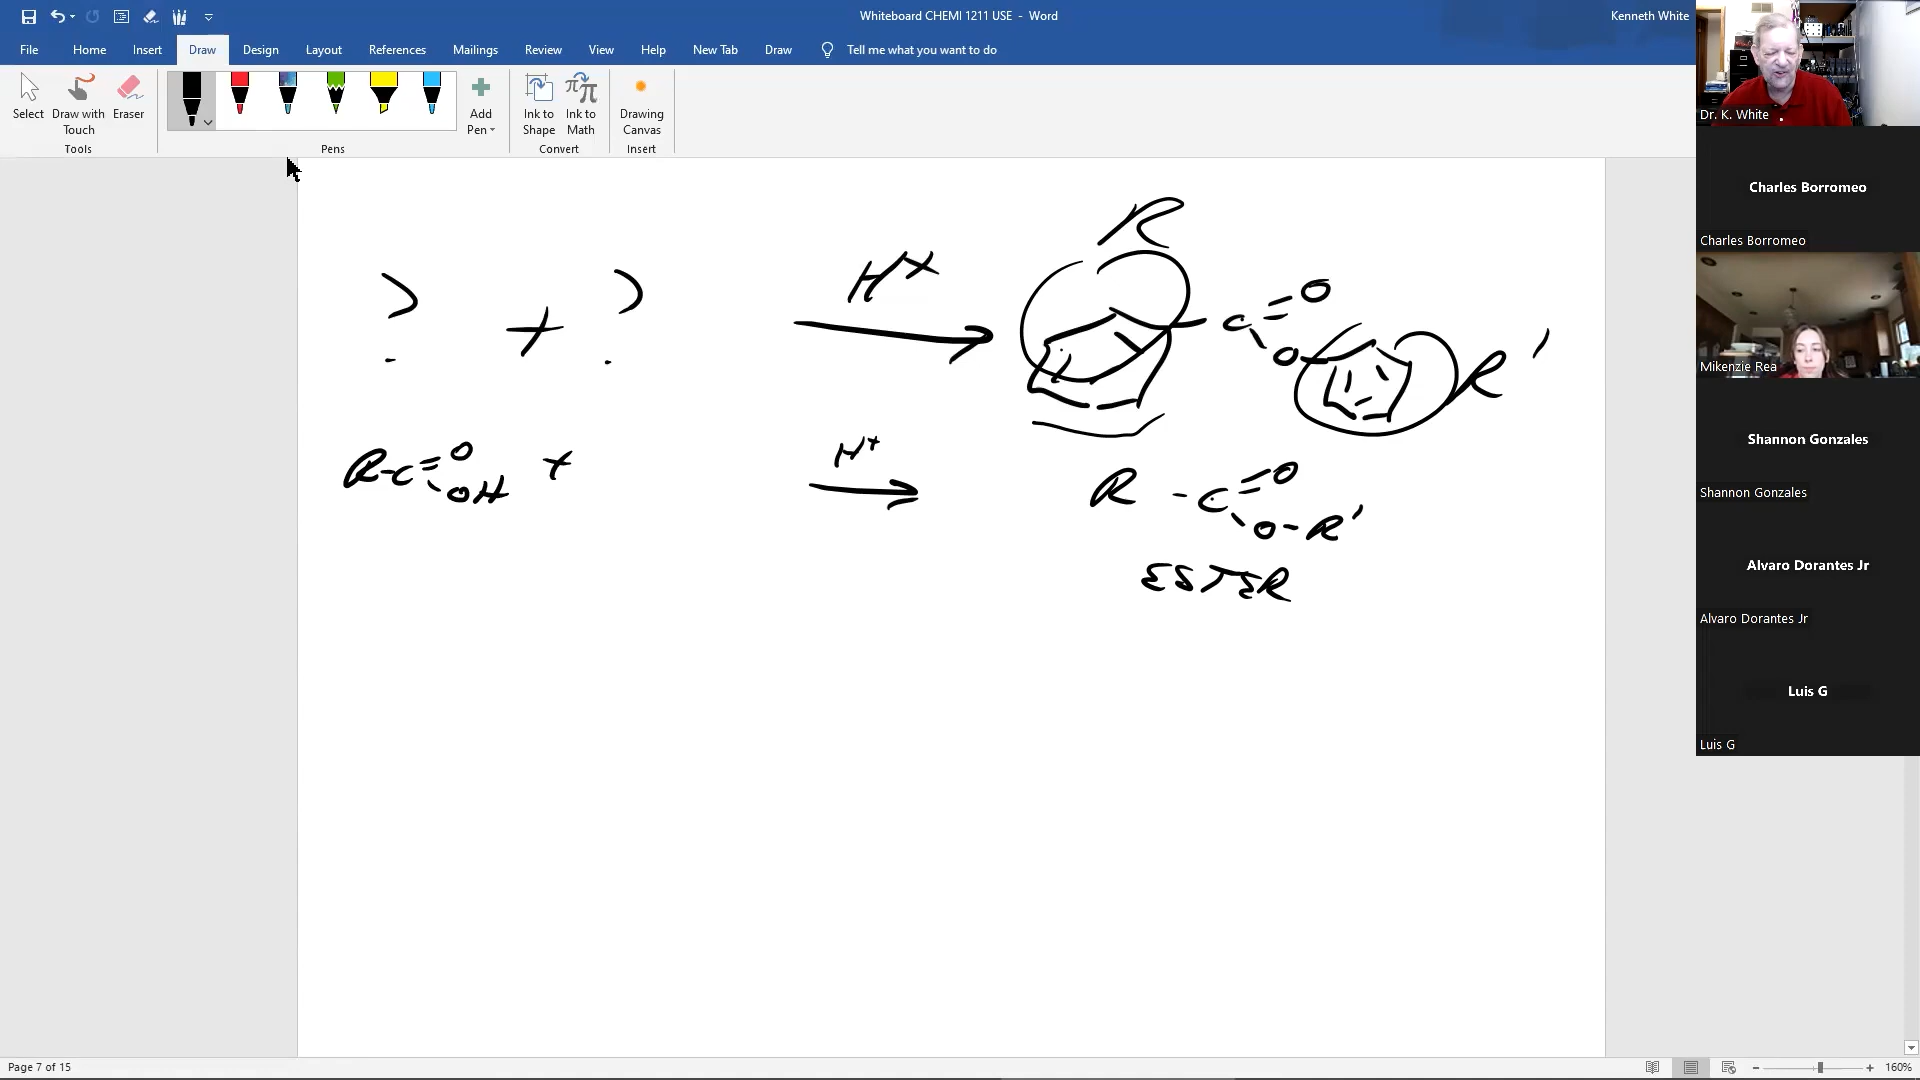 Whiteboard CHEMI 1211 USE - Word
Kenneth White
File Home Insert Draw Design Layout References Mailings Review View Help New Tab Draw Tell me what you want to do
Select Draw with Touch Eraser
Add Pen
Ink to Shape Ink to Math
Drawing Canvas
Tools Pens Convert Insert
? + ? H+ R C = O O R'
R-C = O OH + H+ R - C = O O - R'
ESTER
Dr. K. White
Charles Borromeo
Charles Borromeo
Mikenzie Rea
Shannon Gonzales
Shannon Gonzales
Alvaro Dorantes Jr
Alvaro Dorantes Jr
Luis G
Luis G
Page 7 of 15
160%